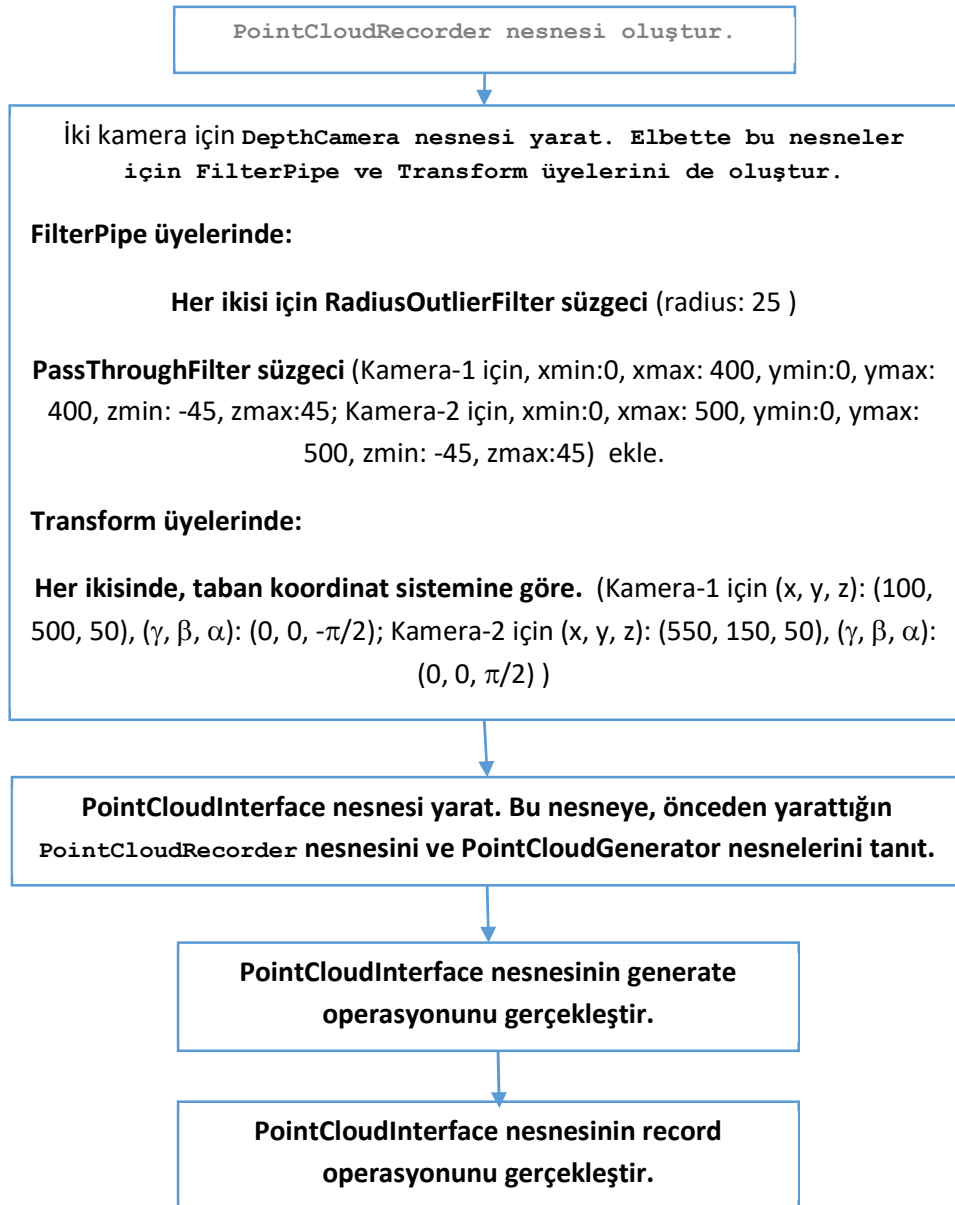 PointCloudRecorder nesnesi oluştur.
İki kamera için DepthCamera nesnesi yarat. Elbette bu nesneler
için FilterPipe ve Transform üyelerini de oluştur.
FilterPipe üyelerinde:
Her ikisi için RadiusOutlierFilter süzgeci (radius: 25 )
PassThroughFilter süzgeci (Kamera-1 için, xmin:0, xmax: 400, ymin:0, ymax:
400, zmin: -45, zmax:45; Kamera-2 için, xmin:0, xmax: 500, ymin:0, ymax:
500, zmin: -45, zmax:45) ekle.
Transform üyelerinde:
Her ikisinde, taban koordinat sistemine göre. (Kamera-1 için (x, y, z): (100,
500, 50), (γ, β, α): (0, 0, -π/2); Kamera-2 için (x, y, z): (550, 150, 50), (γ, β, α):
(0, 0, π/2) )
PointCloudInterface nesnesi yarat. Bu nesneye, önceden yarattığın
PointCloudRecorder nesnesini ve PointCloudGenerator nesnelerini tanıt.
PointCloudInterface nesnesinin generate
operasyonunu gerçekleştir.
PointCloudInterface nesnesinin record
operasyonunu gerçekleştir.